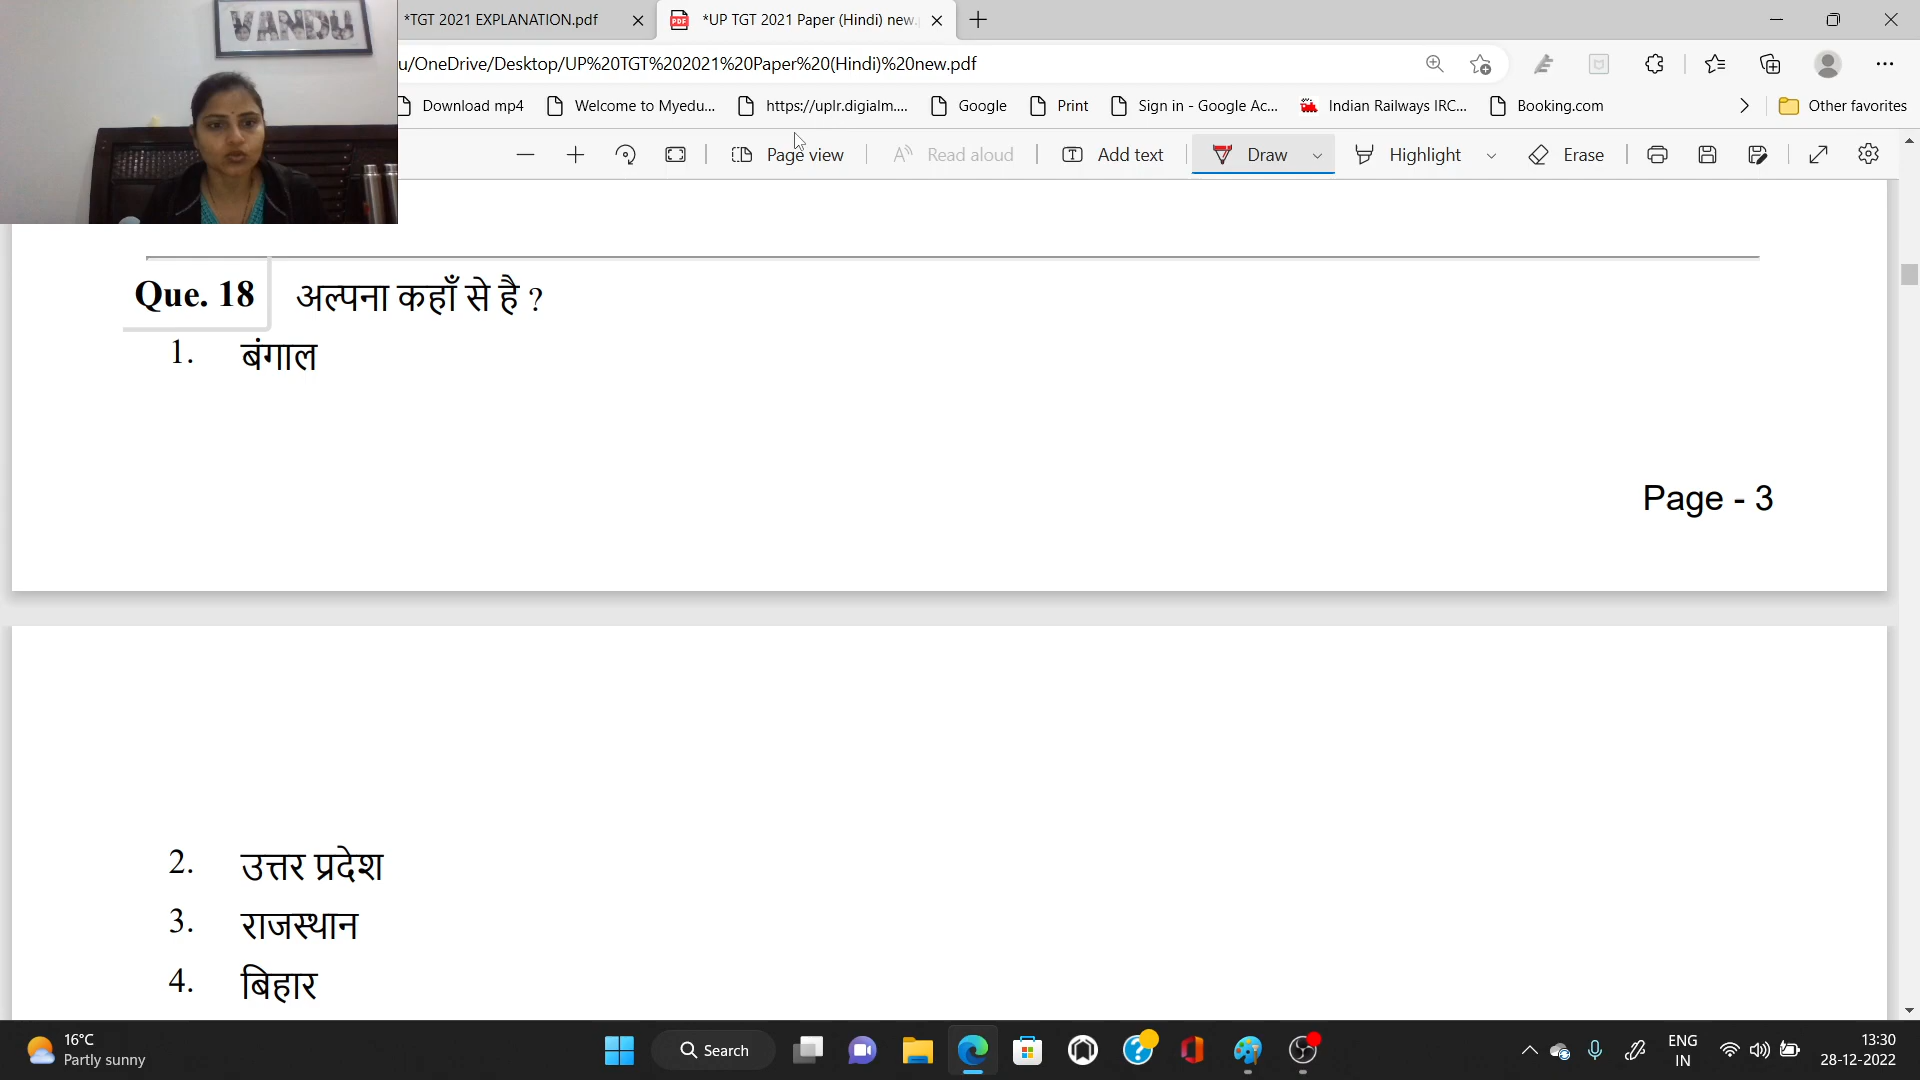 VANDU
*TGT 2021 EXPLANATION.pdf
*UP TGT 2021 Paper (Hindi) new.
u/OneDrive/Desktop/UP%20TGT%202021%20Paper%20(Hindi)%20new.pdf
Download mp4 Welcome to Myedu... https://uplr.digialm.... Google Print Sign in - Google Ac... Indian Railways IRC... Booking.com Other favorites
Page view Read aloud Add text Draw Highlight Erase
Que. 18 अल्पना कहाँ से है ?
1. बंगाल
Page - 3
2. उत्तर प्रदेश
3. राजस्थान
4. बिहार
16°C
Partly sunny
Search
ENG
IN
13:30
28-12-2022